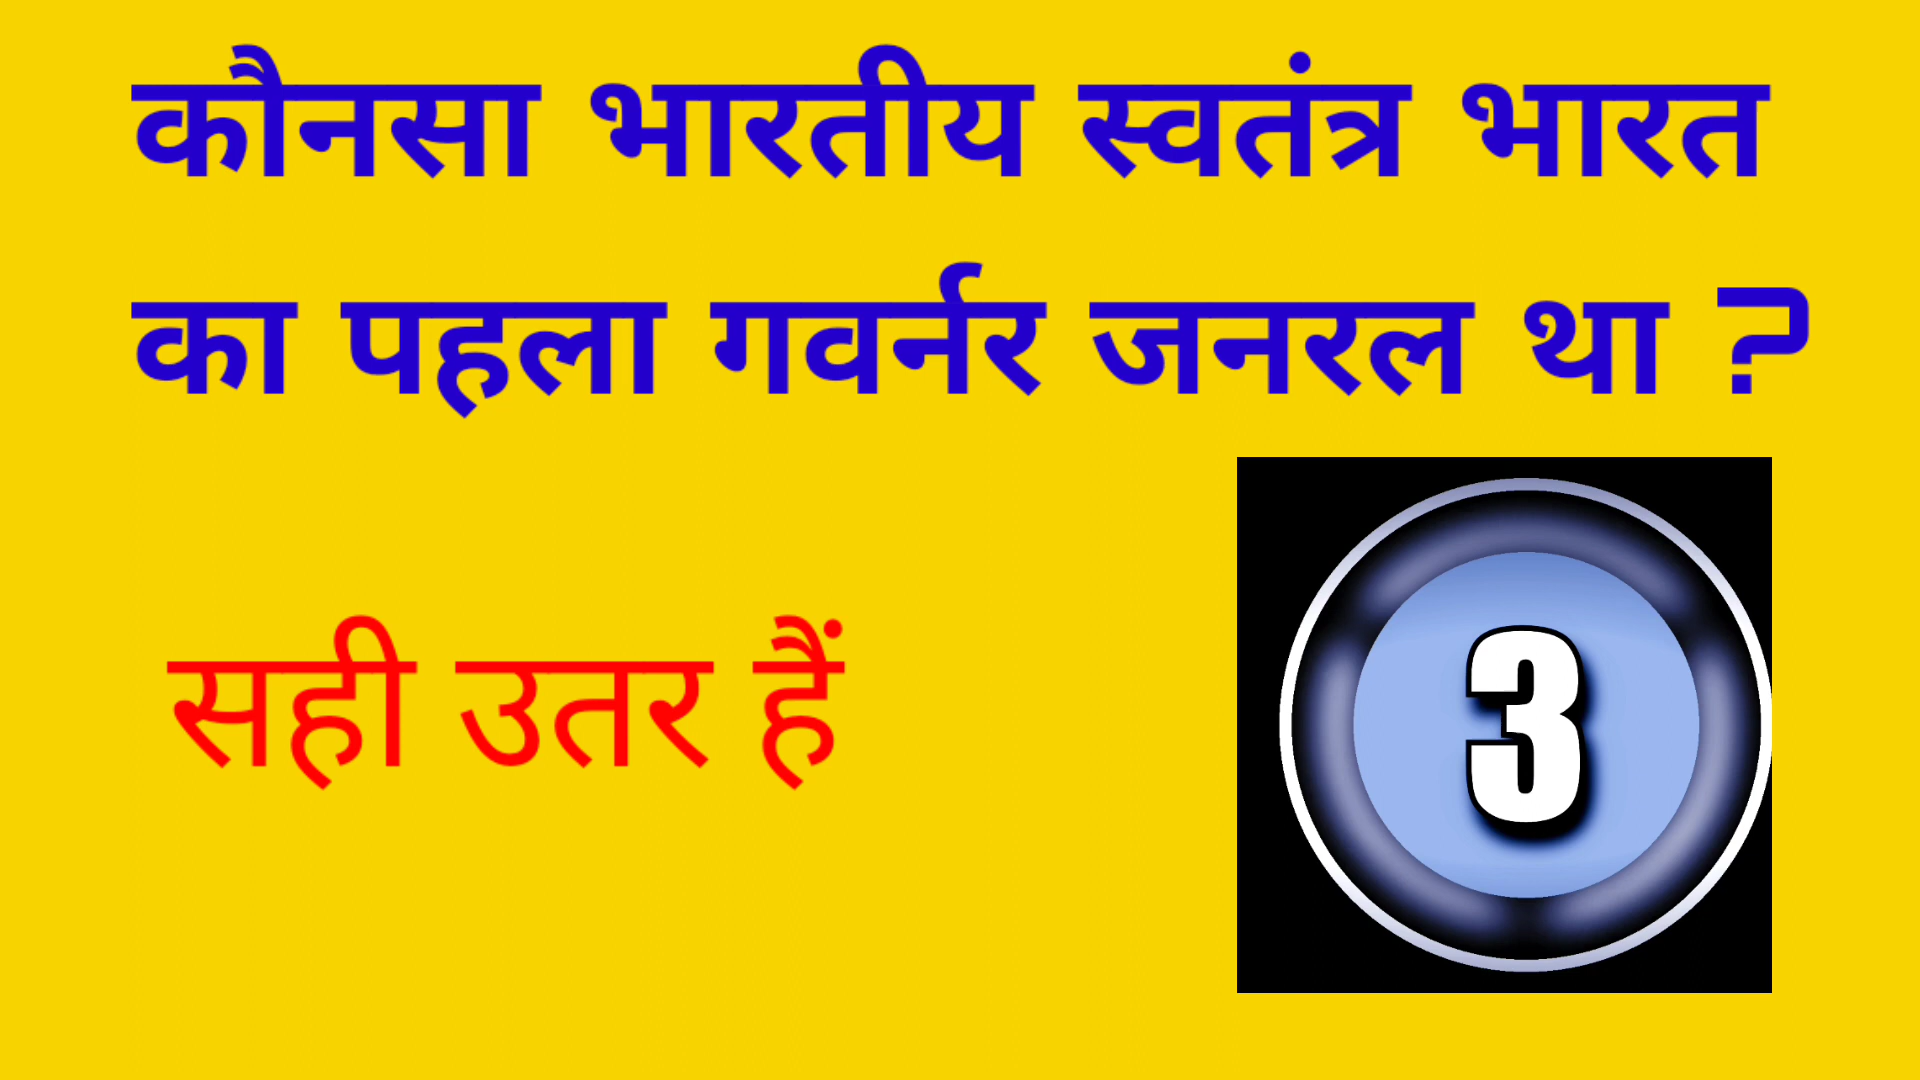 कौनसा भारतीय स्वतंत्र भारत
का पहला गवर्नर जनरल था ?
सही उतर हैं
3